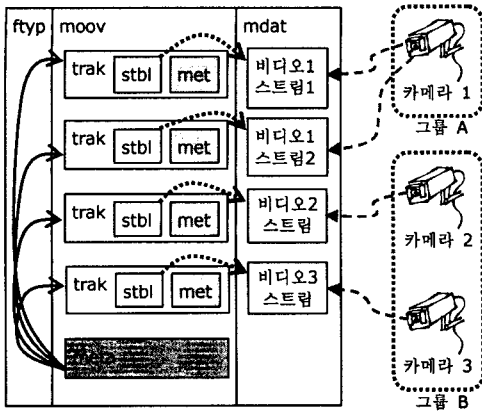 ftyp
moov
mdat
trak
stbl
met
비디오1
스트림1
trak
stbl
met
비디오1
스트림2
trak
stbl
met
비디오2
스트림
trak
stbl
met
비디오3
스트림
카메라 1
그룹 A
카메라 2
카메라 3
그룹 B